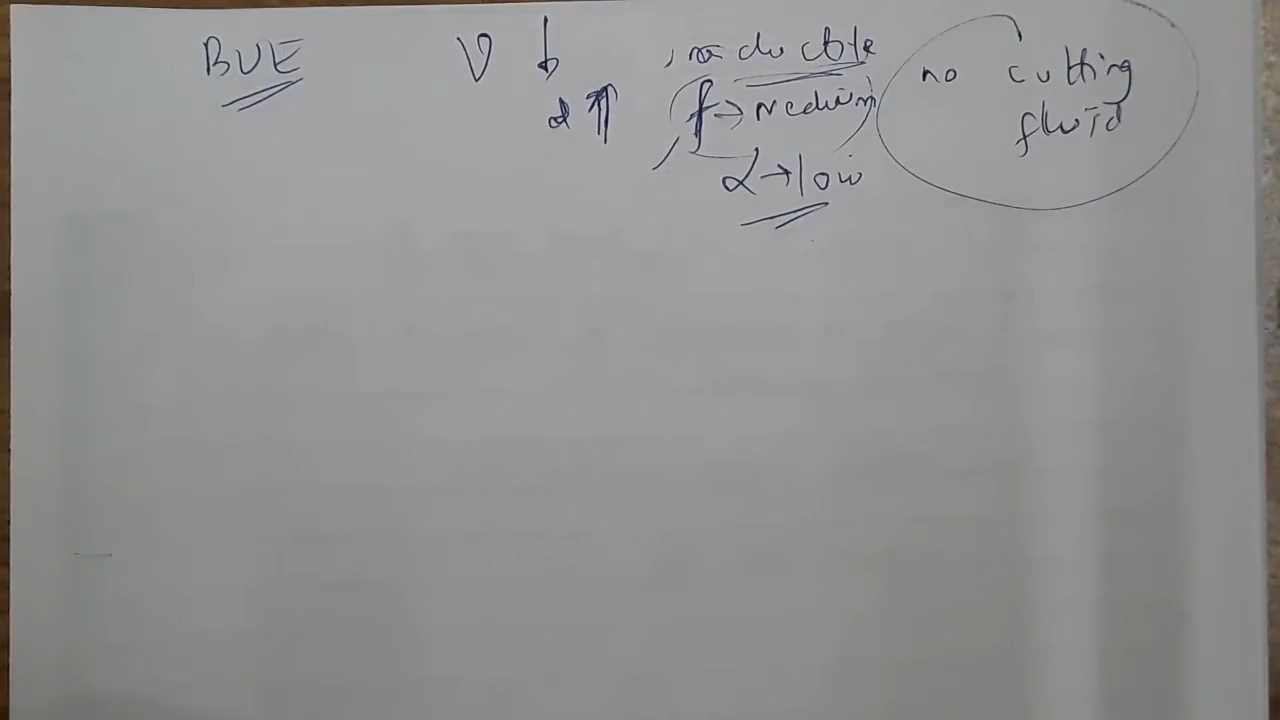 BUE V ↓ , ductile no cutting
d ⇑ f → medium fluid
α → low